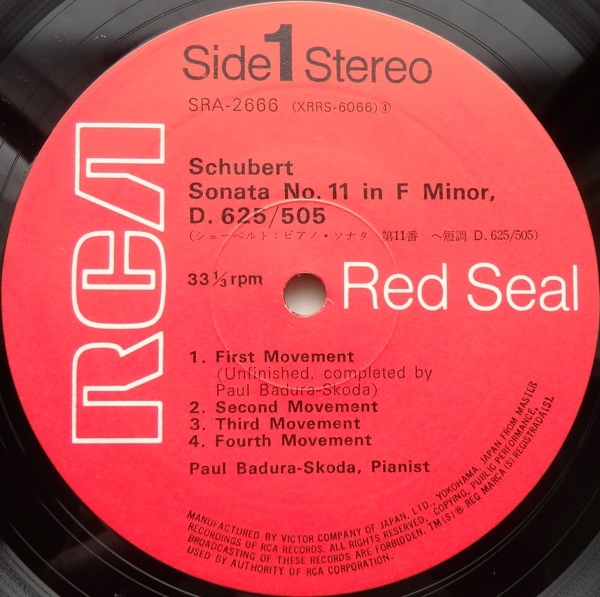 Side 1 Stereo
SRA-2666 (XRRS-6066)④
RCA
Schubert
Sonata No. 11 in F Minor,
D. 625/505
(シューベルト:ピアノ・ソナタ 第11番 ヘ短調 D. 625/505)
33 1/3 rpm
Red Seal
1. First Movement
(Unfinished, completed by
Paul Badura-Skoda)
2. Second Movement
3. Third Movement
4. Fourth Movement
Paul Badura-Skoda, Pianist
MANUFACTURED BY VICTOR COMPANY OF JAPAN, LTD., YOKOHAMA, JAPAN FROM MASTER
RECORDINGS OF RCA RECORDS. ALL RIGHTS RESERVED, COPYING, PUBLIC PERFORMANCE,
BROADCASTING OF THESE RECORDS ARE FORBIDDEN. TM(S)® REG MARCA(S) REGISTRADA(S).
USED BY AUTHORITY OF RCA CORPORATION.